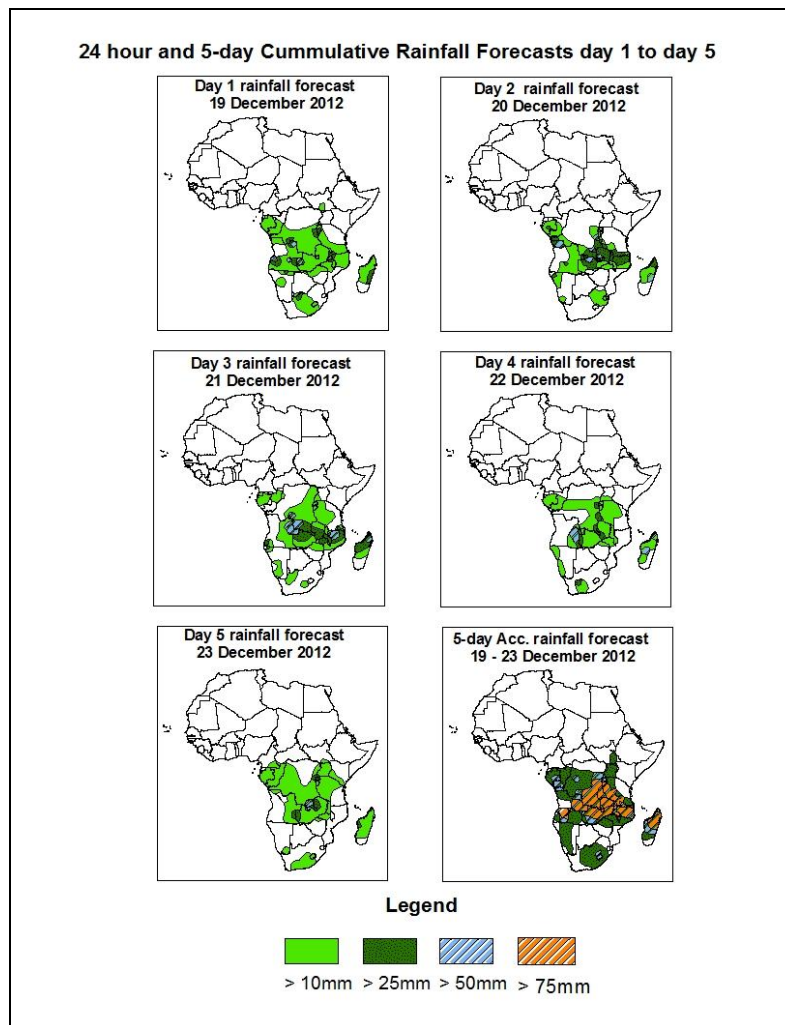 24 hour and 5-day Cummulative Rainfall Forecasts day 1 to day 5
Day 1 rainfall forecast
19 December 2012
Day 2 rainfall forecast
20 December 2012
Day 3 rainfall forecast
21 December 2012
Day 4 rainfall forecast
22 December 2012
Day 5 rainfall forecast
23 December 2012
5-day Acc. rainfall forecast
19 - 23 December 2012
Legend
> 10mm > 25mm > 50mm > 75mm